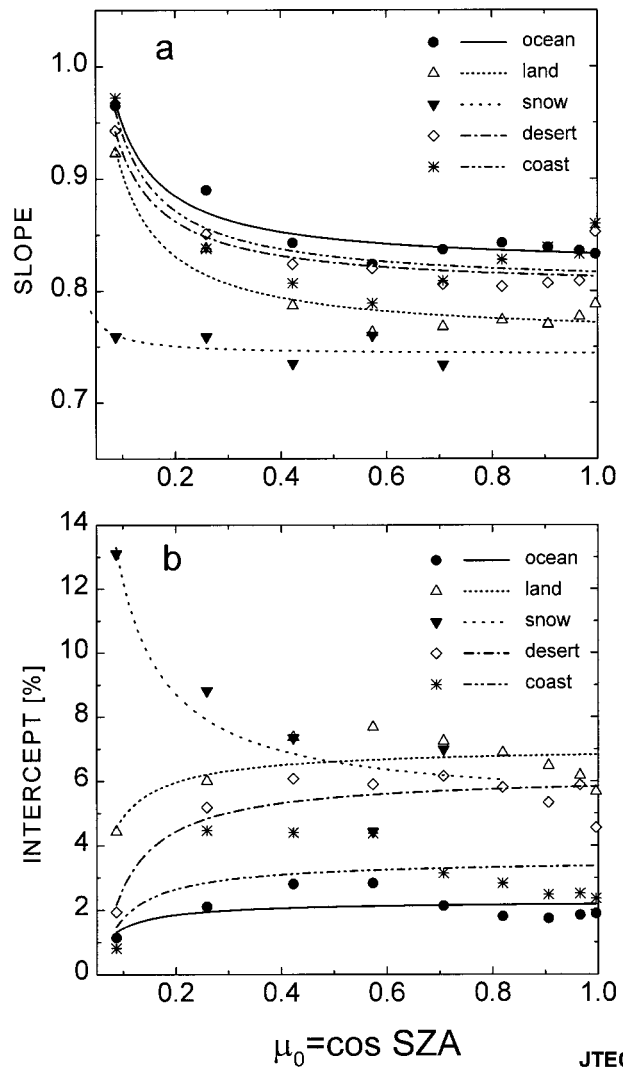 a
ocean
land
snow
desert
coast
1.0
0.9
0.8
0.7
SLOPE
0.2
0.4
0.6
0.8
1.0
b
ocean
land
snow
desert
coast
14
12
10
8
6
4
2
0
INTERCEPT [%]
0.2
0.4
0.6
0.8
1.0
μ₀=cos SZA